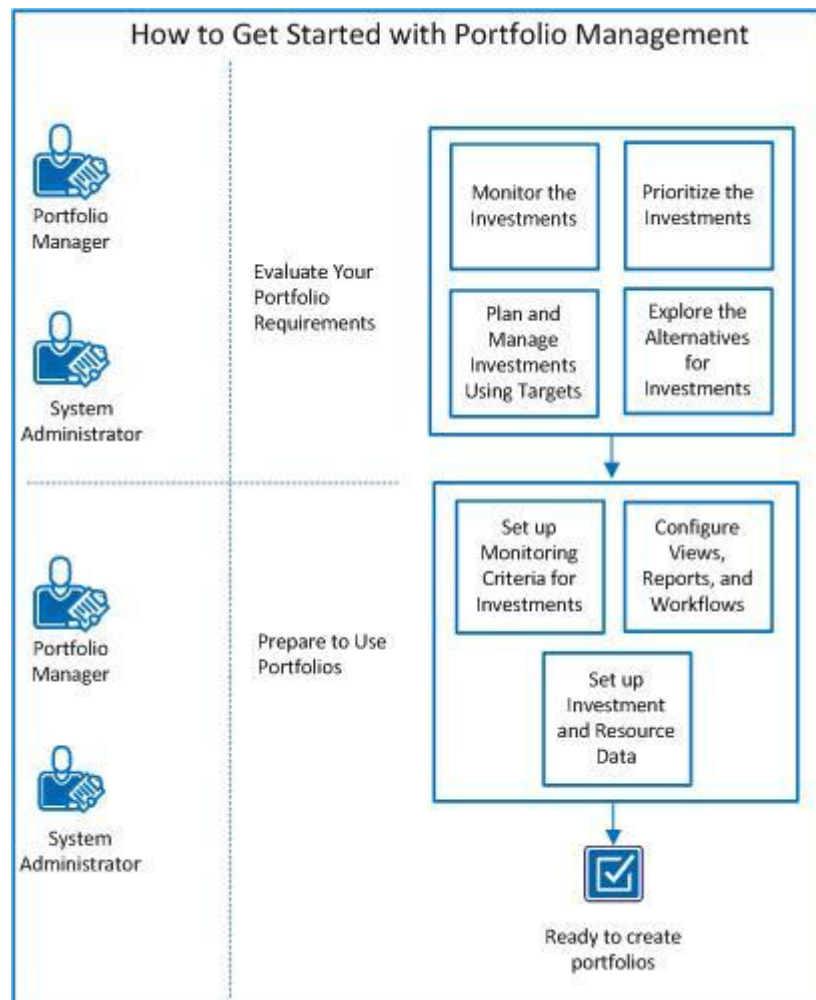 How to Get Started with Portfolio Management
Portfolio
Manager
System
Administrator
Evaluate Your
Portfolio
Requirements
Monitor the
Investments
Prioritize the
Investments
Plan and
Manage
Investments
Using Targets
Explore the
Alternatives
for
Investments
Portfolio
Manager
System
Administrator
Prepare to Use
Portfolios
Set up
Monitoring
Criteria for
Investments
Configure
Views,
Reports, and
Workflows
Set up
Investment
and Resource
Data
Ready to create
portfolios